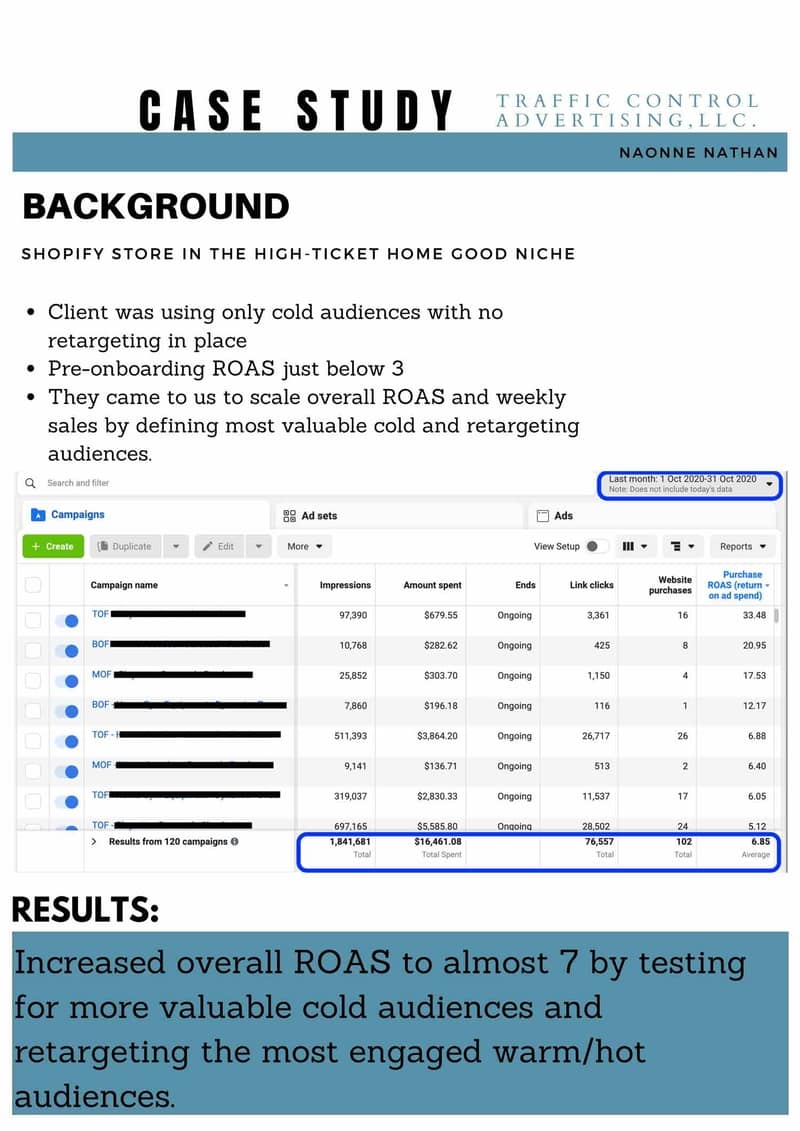 CASE STUDY
TRAFFIC CONTROL
ADVERTISING,LLC.
NAONNE NATHAN
BACKGROUND
SHOPIFY STORE IN THE HIGH-TICKET HOME GOOD NICHE
• Client was using only cold audiences with no
retargeting in place
• Pre-onboarding ROAS just below 3
• They came to us to scale overall ROAS and weekly
sales by defining most valuable cold and retargeting
audiences.
Search and filter
Last month: 1 Oct 2020-31 Oct 2020
Note: Does not include today's data
Campaigns Ad sets Ads
+ Create Duplicate Edit More View Setup Reports
Campaign name Impressions Amount spent Ends Link clicks Website purchases Purchase ROAS (return on ad spend)
TOF 97,390 $679.55 Ongoing 3,361 16 33.48
BOF 10,768 $282.62 Ongoing 425 8 20.95
MOF 25,852 $303.70 Ongoing 1,150 4 17.53
BOF - 7,860 $196.18 Ongoing 116 1 12.17
TOF - 511,393 $3,864.20 Ongoing 26,717 26 6.88
MOF 9,141 $136.71 Ongoing 513 2 6.40
TOF 319,037 $2,830.33 Ongoing 11,537 17 6.05
TOF - 697,165 $5,585.80 Ongoing 28,502 24 5.12
Results from 120 campaigns 1,841,681 $16,461.08 76,557 102 6.85
Total Total Spent Total Total Average
RESULTS:
Increased overall ROAS to almost 7 by testing
for more valuable cold audiences and
retargeting the most engaged warm/hot
audiences.